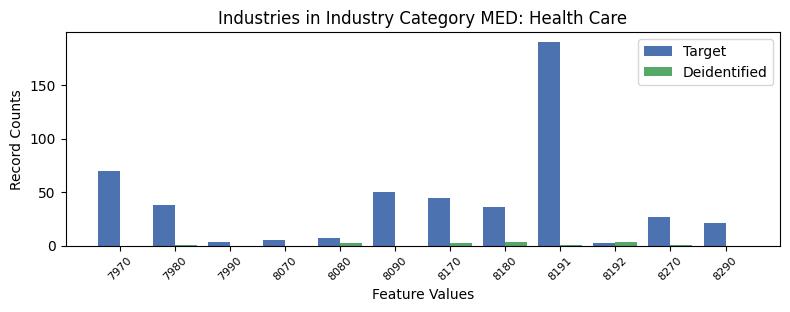 Industries in Industry Category MED: Health Care
Target
Deidentified
Record Counts
150
100
50
0
7970 7980 7990 8070 8080 8090 8170 8180 8191 8192 8270 8290
Feature Values